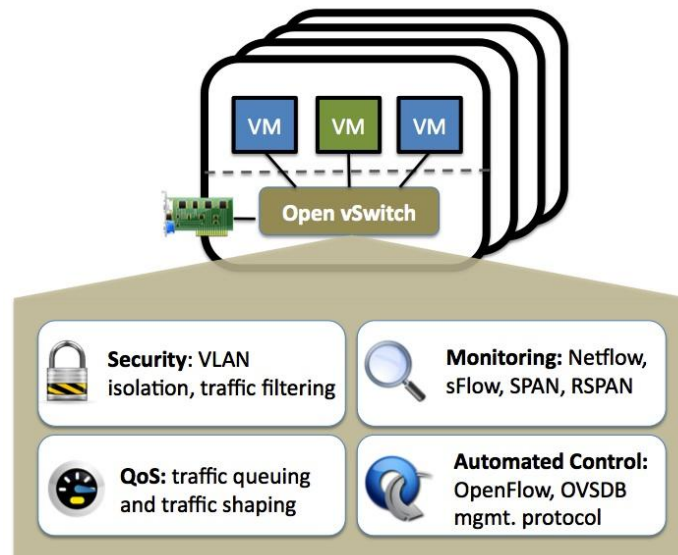 VM VM VM
Open vSwitch
Security: VLAN
isolation, traffic filtering
Monitoring: Netflow,
sFlow, SPAN, RSPAN
QoS: traffic queuing
and traffic shaping
Automated Control:
OpenFlow, OVSDB
mgmt. protocol